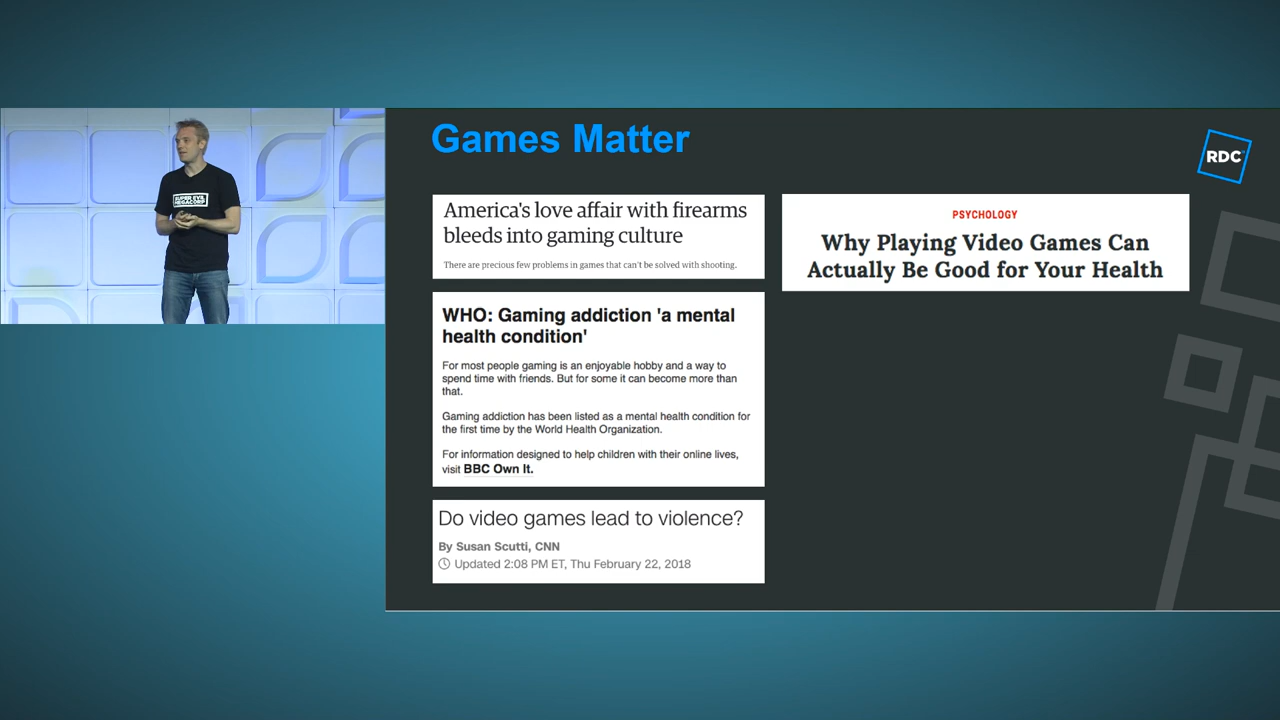 Games Matter
RDC
SUPER EVIL
MEGACORP
America's love affair with firearms
bleeds into gaming culture
There are precious few problems in games that can't be solved with shooting.
WHO: Gaming addiction 'a mental
health condition'
For most people gaming is an enjoyable hobby and a way to
spend time with friends. But for some it can become more than
that.
Gaming addiction has been listed as a mental health condition for
the first time by the World Health Organization.
For information designed to help children with their online lives,
visit BBC Own It.
Do video games lead to violence?
By Susan Scutti, CNN
Updated 2:08 PM ET, Thu February 22, 2018
PSYCHOLOGY
Why Playing Video Games Can
Actually Be Good for Your Health